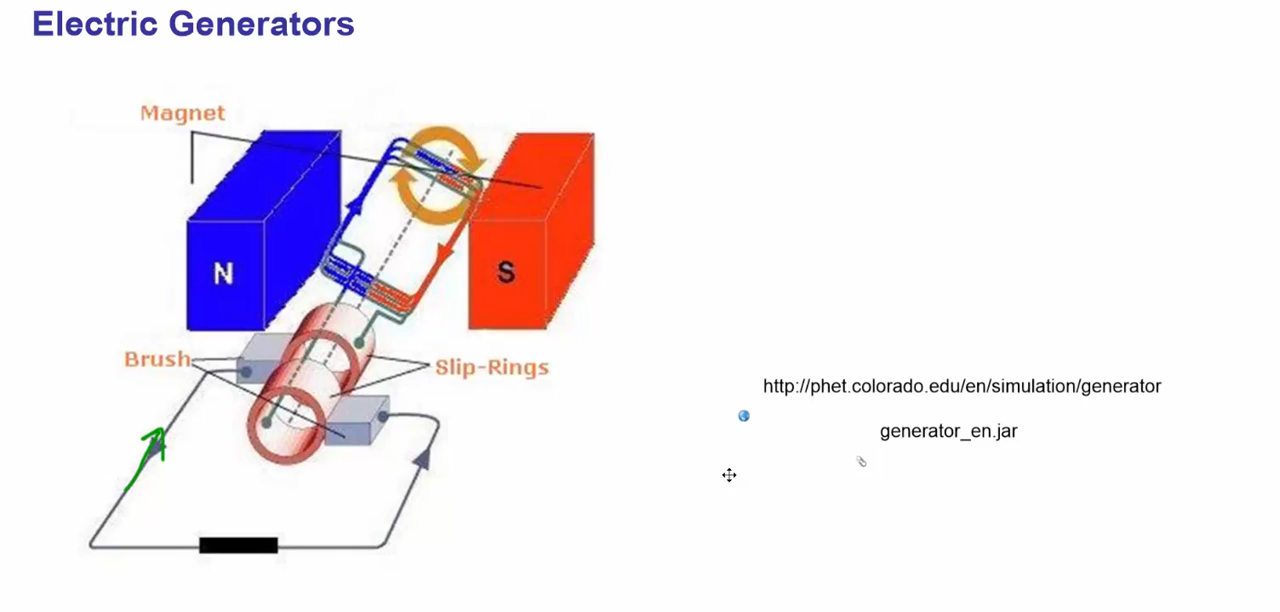 Electric Generators
Magnet
N
S
Brush
Slip-Rings
http://phet.colorado.edu/en/simulation/generator
generator_en.jar